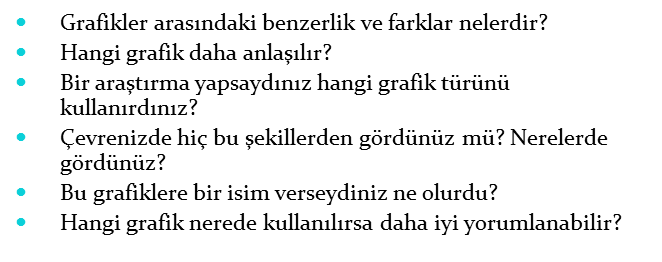 • Grafikler arasındaki benzerlik ve farklar nelerdir?
• Hangi grafik daha anlaşılır?
• Bir araştırma yapsaydınız hangi grafik türünü
kullanırdınız?
• Çevrenizde hiç bu şekillerden gördünüz mü? Nerelerde
gördünüz?
• Bu grafiklere bir isim verseydiniz ne olurdu?
• Hangi grafik nerede kullanılırsa daha iyi yorumlanabilir?